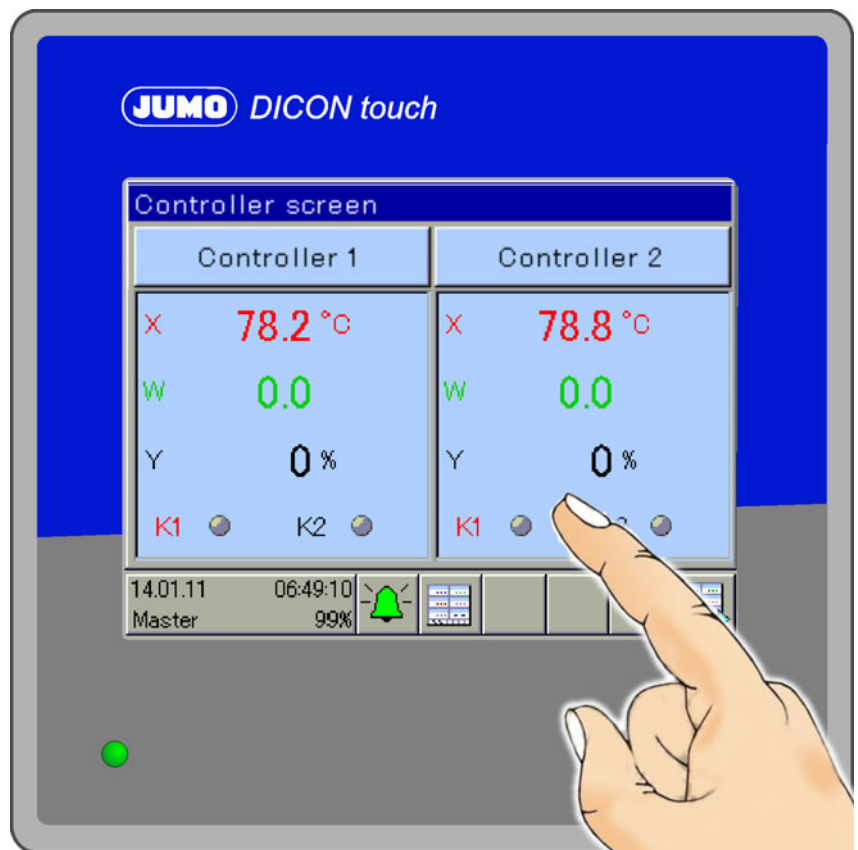 JUMO DICON touch
Controller screen
Controller 1 Controller 2
X 78.2 °C X 78.8 °C
W 0.0 W 0.0
Y 0 % Y 0 %
K1 K2 K1
14.01.11 06:49:10
Master 99%